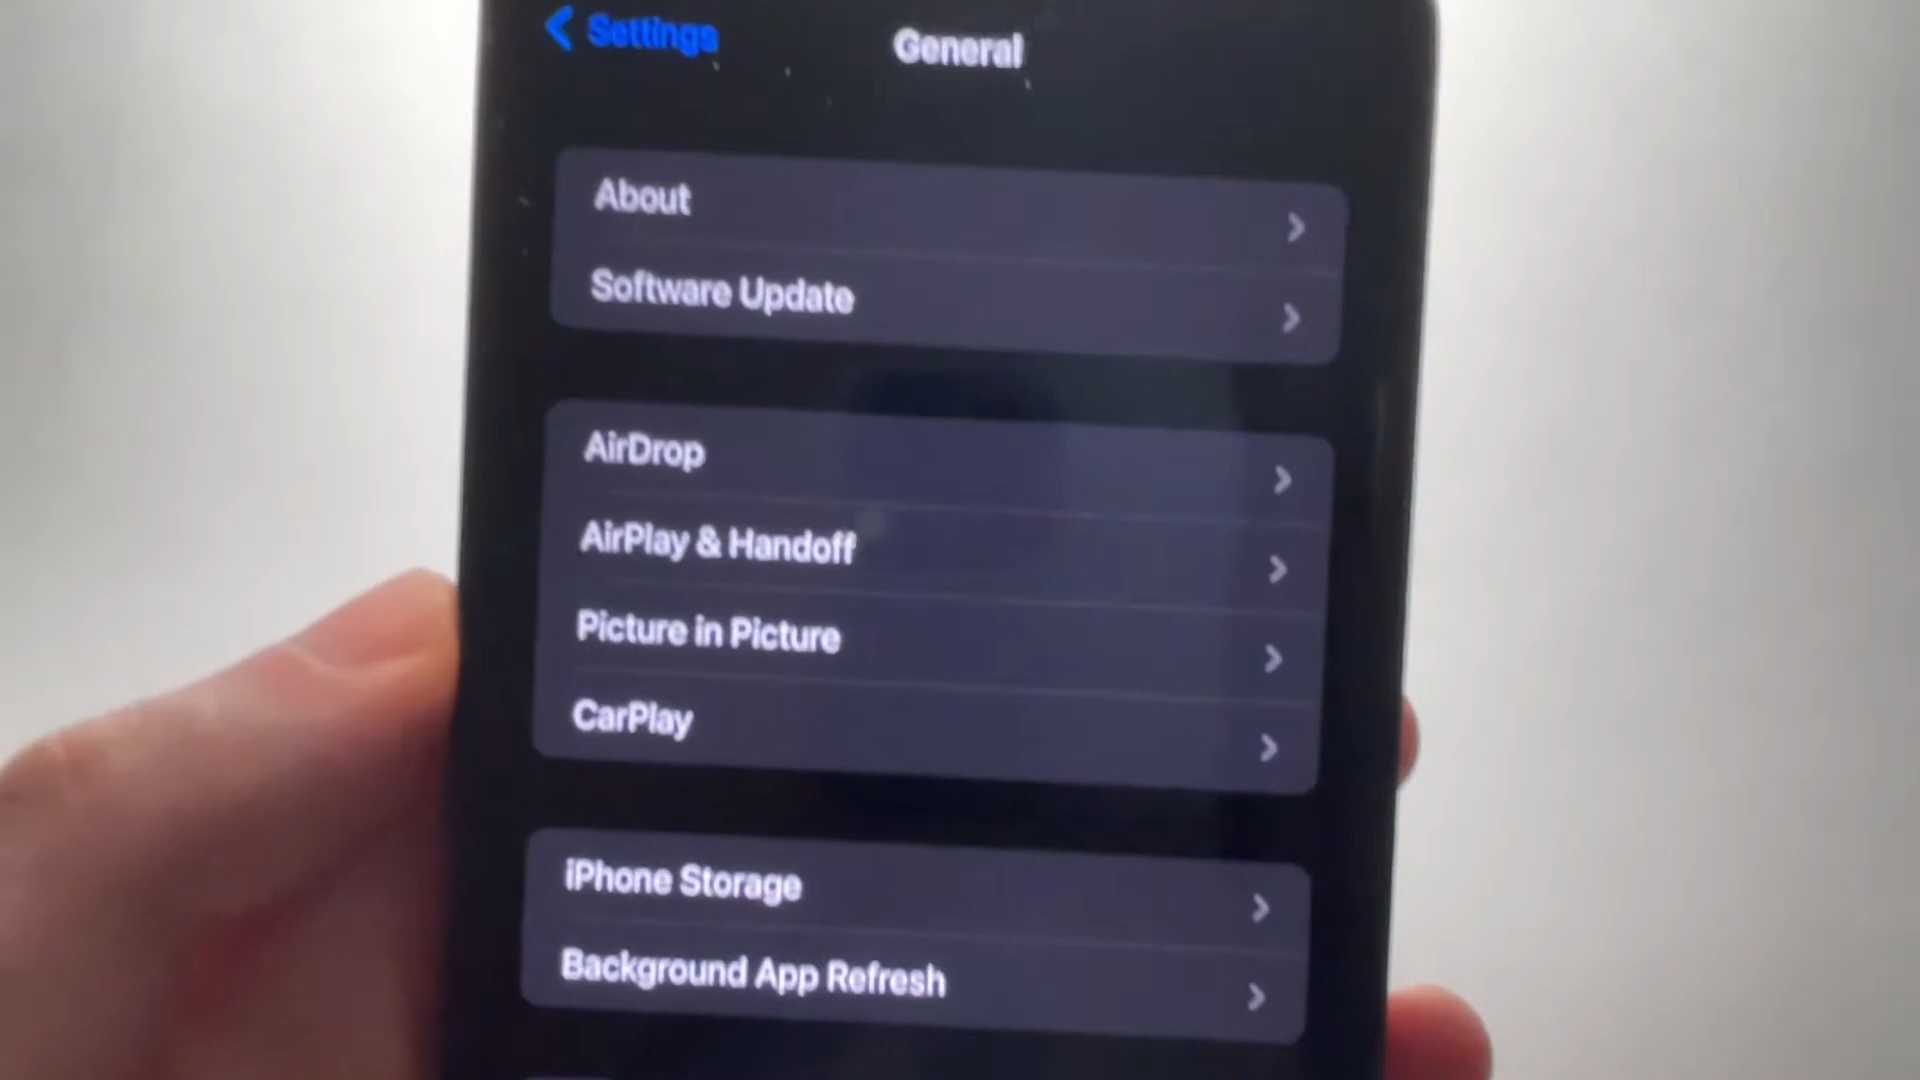 Settings
General
About
Software Update
AirDrop
AirPlay & Handoff
Picture in Picture
CarPlay
iPhone Storage
Background App Refresh